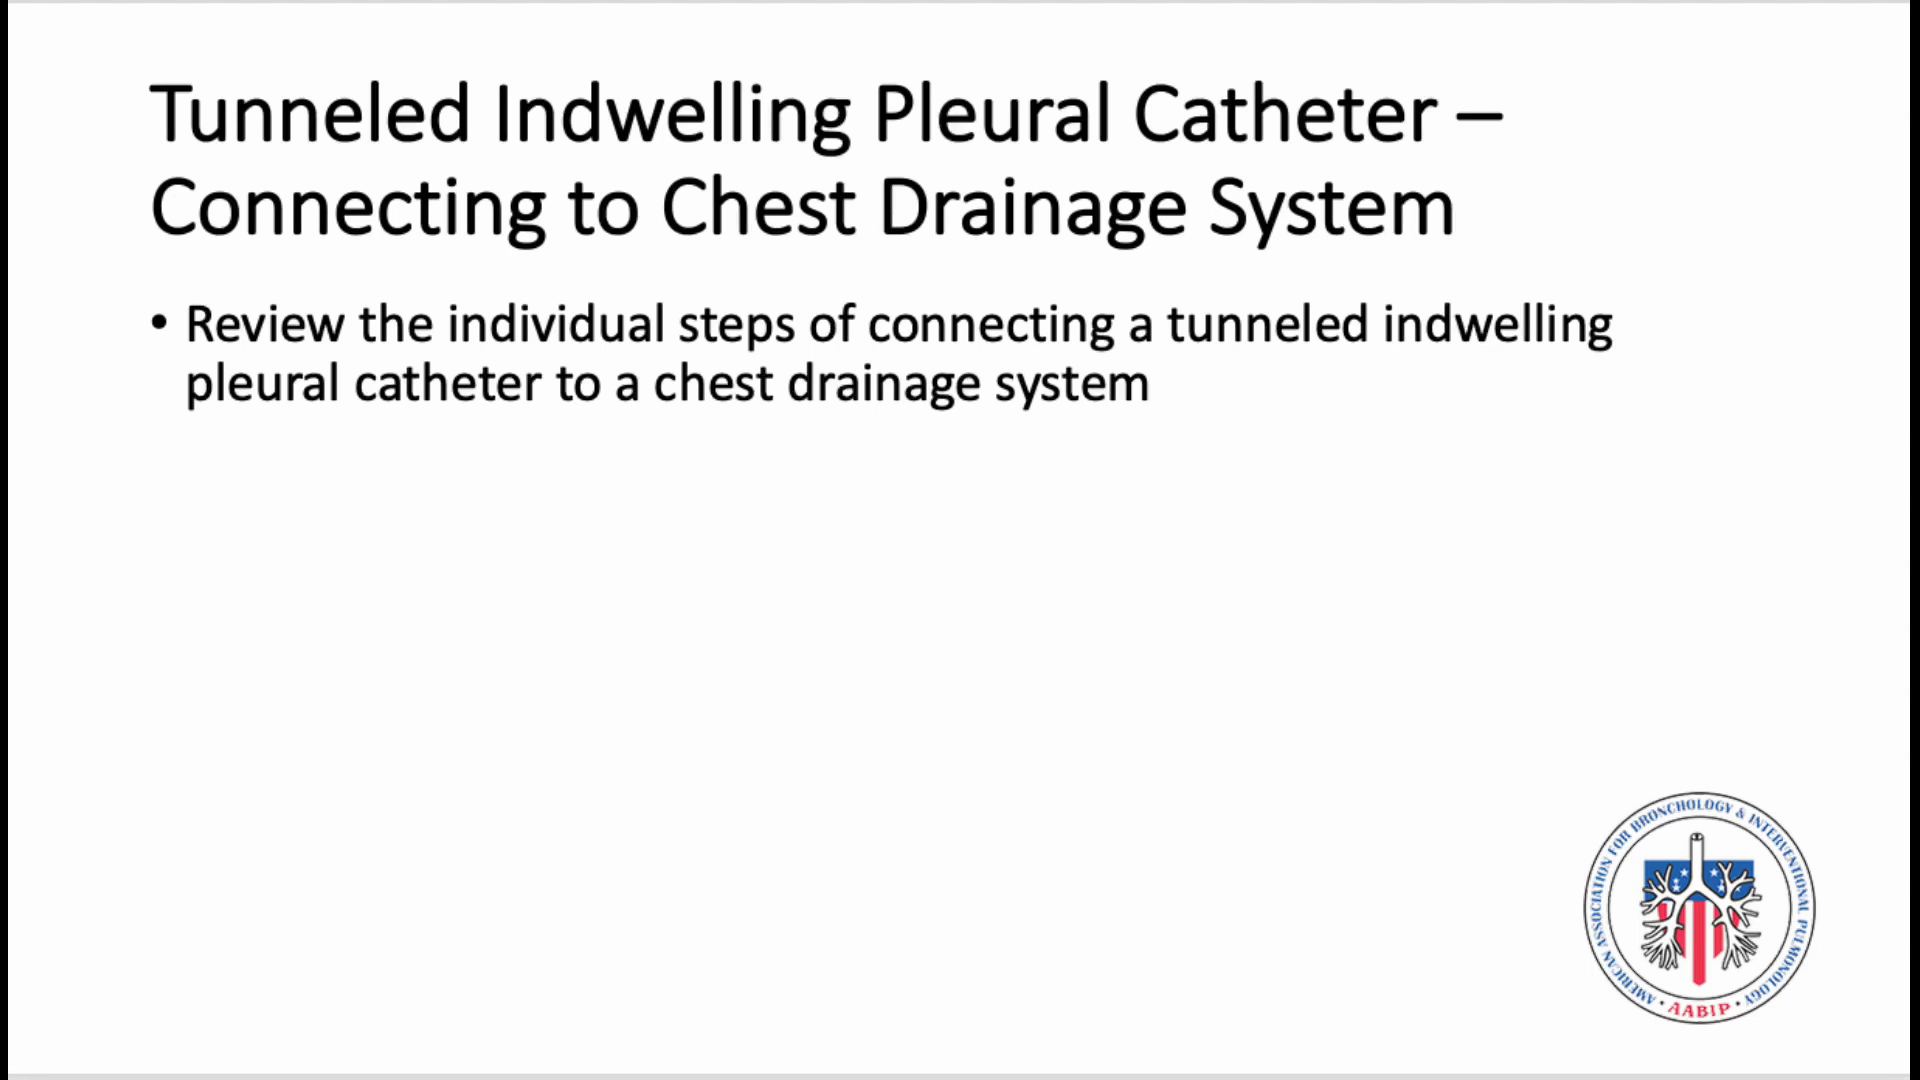 Tunneled Indwelling Pleural Catheter –
Connecting to Chest Drainage System
• Review the individual steps of connecting a tunneled indwelling
pleural catheter to a chest drainage system
AMERICAN ASSOCIATION FOR BRONCHOLOGY & INTERVENTIONAL PULMONOLOGY
• AABIP •